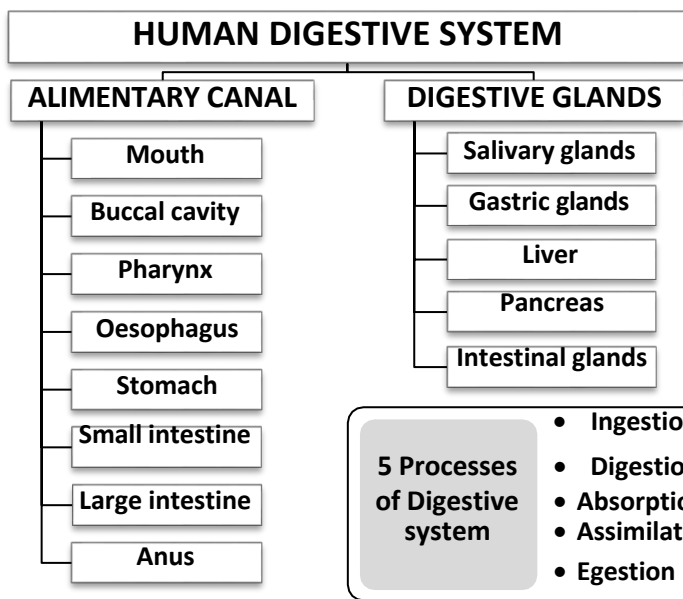 HUMAN DIGESTIVE SYSTEM
ALIMENTARY CANAL
Mouth
Buccal cavity
Pharynx
Oesophagus
Stomach
Small intestine
Large intestine
Anus
DIGESTIVE GLANDS
Salivary glands
Gastric glands
Liver
Pancreas
Intestinal glands
5 Processes
of Digestive
system
• Ingestio
• Digestio
• Absorptio
• Assimilat
• Egestion